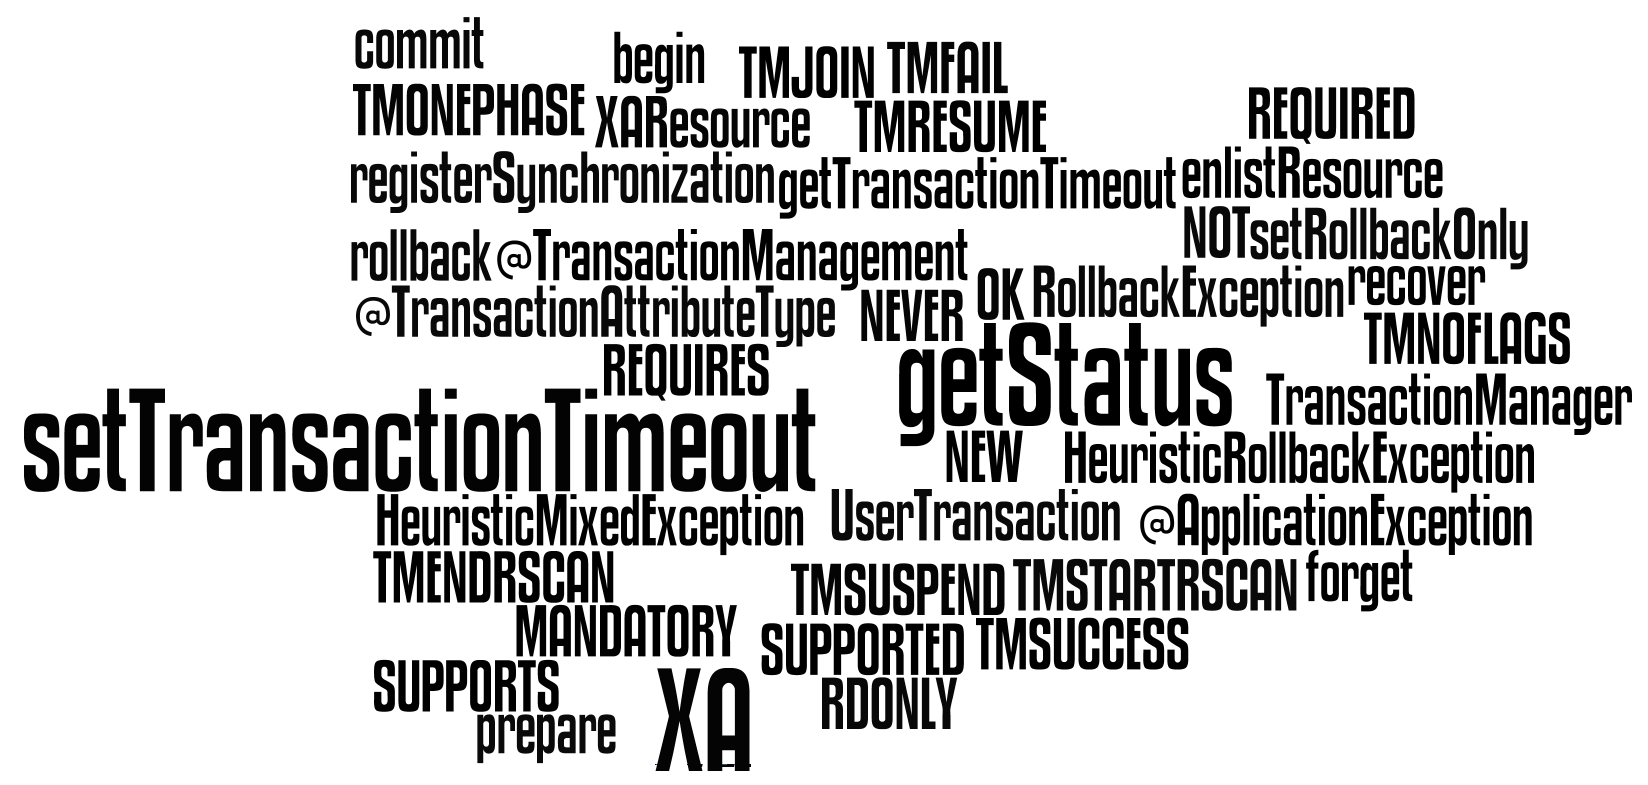 commit
begin
TMJOIN TMFAIL
TMONEPHASE XAResource TMRESUME
REQUIRED
registerSynchronization getTransactionTimeout enlistResource
NOT setRollbackOnly
rollback @TransactionManagement
OK RollbackException recover
@TransactionAttributeType NEVER
TMNOFLAGS
REQUIRES
getStatus
TransactionManager
setTransactionTimeout
NEW HeuristicRollbackException
HeuristicMixedException UserTransaction @ApplicationException
TMENDRSCAN
TMSUSPEND TMSTARTRSCAN forget
MANDATORY SUPPORTED TMSUCCESS
SUPPORTS
prepare
XA
RDONLY